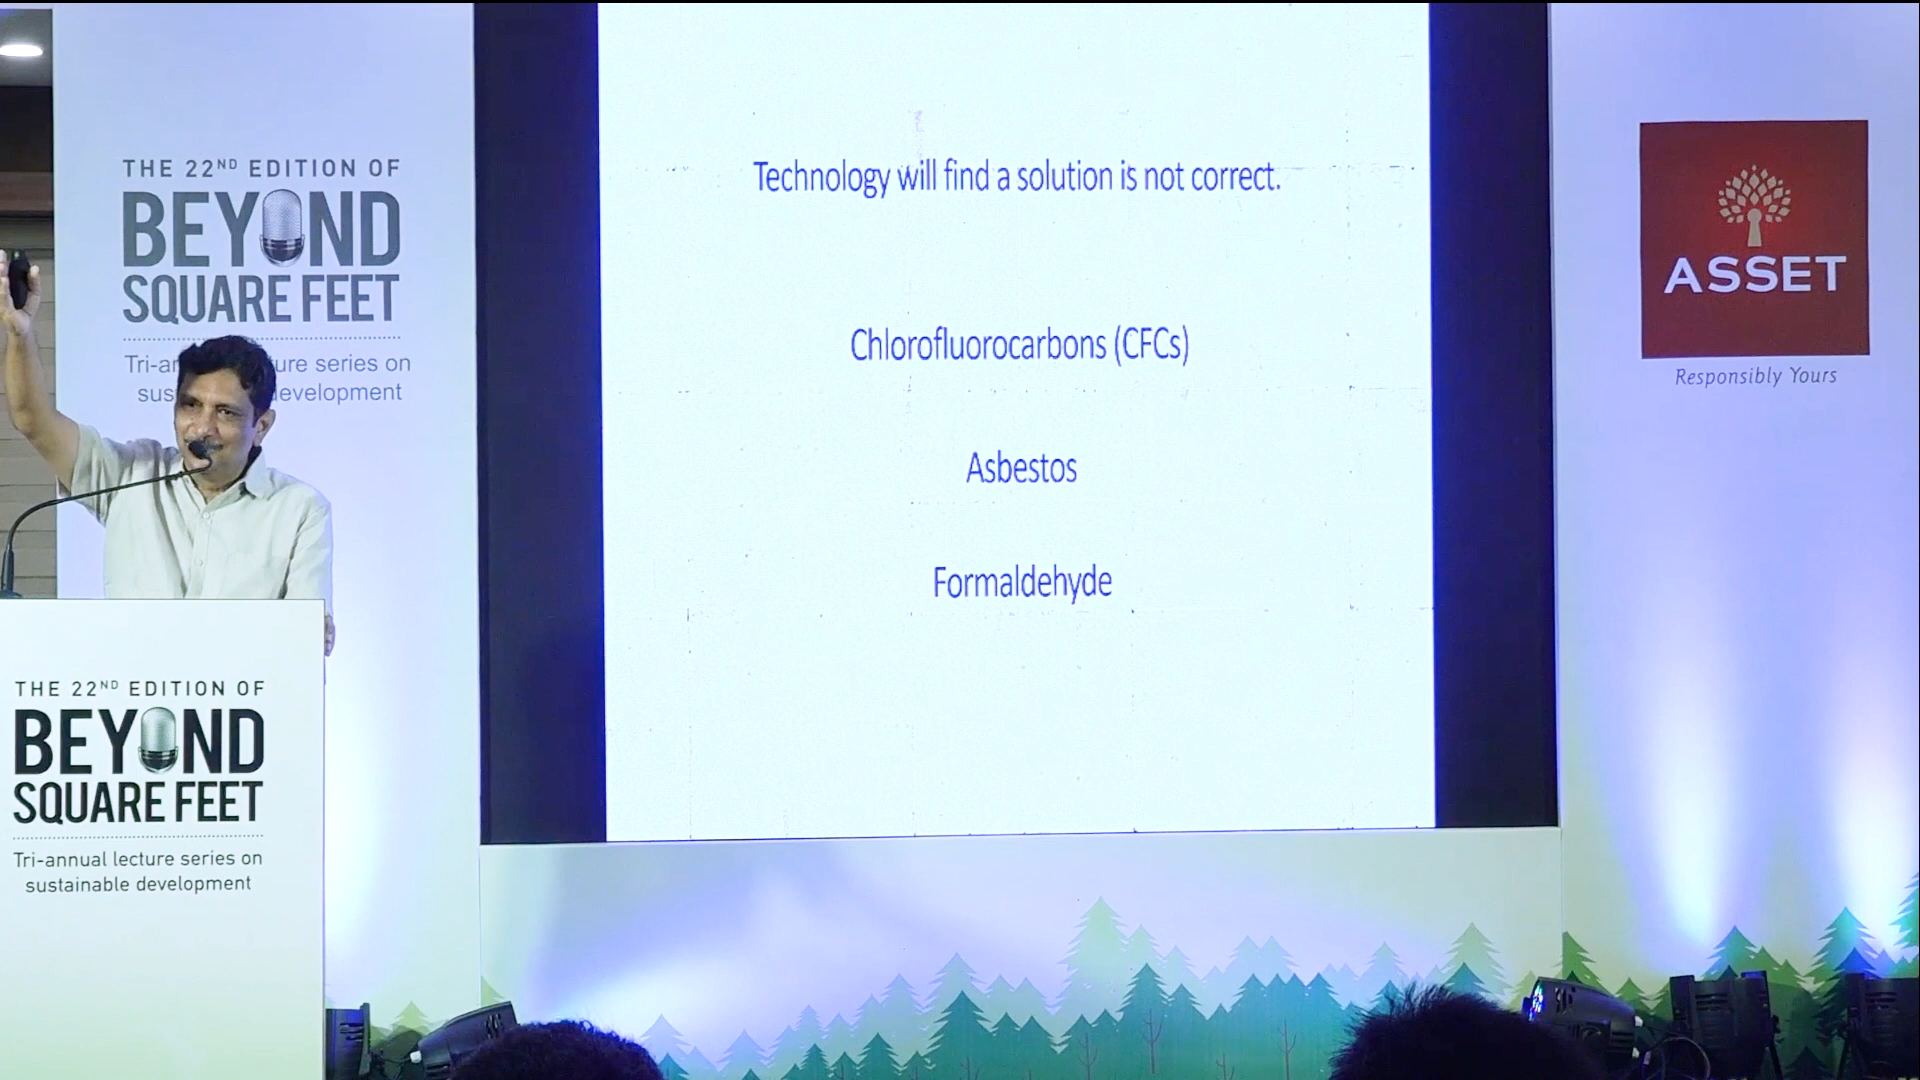 THE 22ND EDITION OF
BEYOND
SQUARE FEET
Tri-an ture series on
sus development
Technology will find a solution is not correct.
Chlorofluorocarbons (CFCs)
Asbestos
Formaldehyde
ASSET
Responsibly Yours
THE 22ND EDITION OF
BEYOND
SQUARE FEET
Tri-annual lecture series on
sustainable development